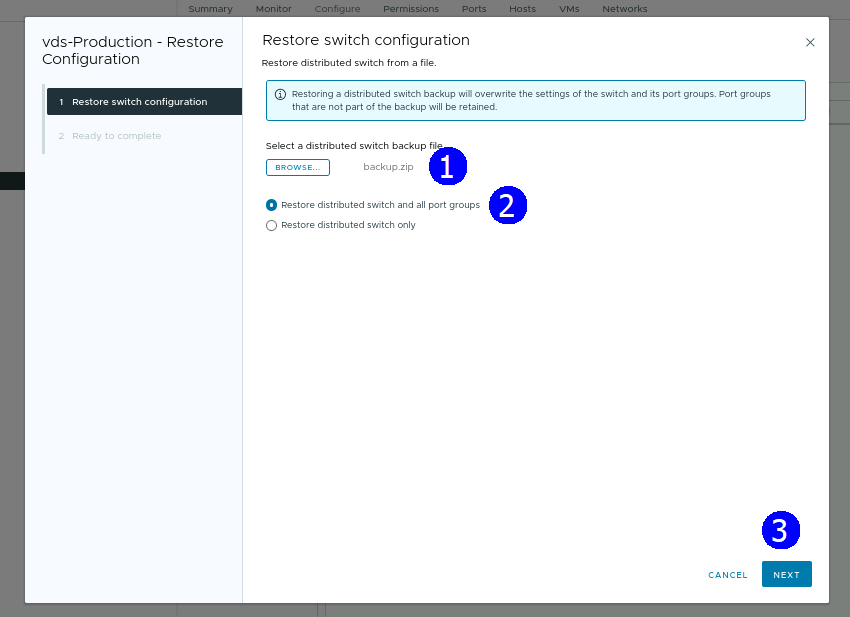 Summary Monitor Configure Permissions Ports Hosts VMs Networks
vds-Production - Restore
Configuration
1 Restore switch configuration
2 Ready to complete
Restore switch configuration
Restore distributed switch from a file.
Restoring a distributed switch backup will overwrite the settings of the switch and its port groups. Port groups
that are not part of the backup will be retained.
Select a distributed switch backup file.
BROWSE... backup.zip 1
Restore distributed switch and all port groups 2
Restore distributed switch only
3
CANCEL NEXT